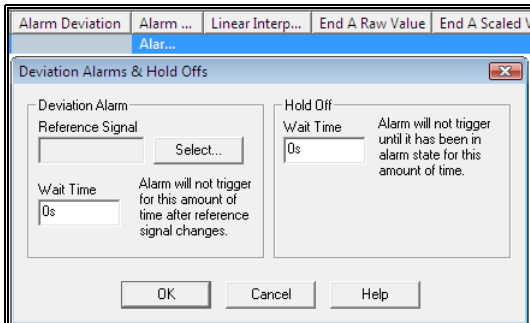 Alarm Deviation Alarm ... Linear Interp... End A Raw Value End A Scaled V
Alar...
Deviation Alarms & Hold Offs
Deviation Alarm
Reference Signal
Select...
Wait Time
0s
Alarm will not trigger
for this amount of
time after reference
signal changes.
Hold Off
Wait Time
0s
Alarm will not trigger
until it has been in
alarm state for this
amount of time.
OK Cancel Help